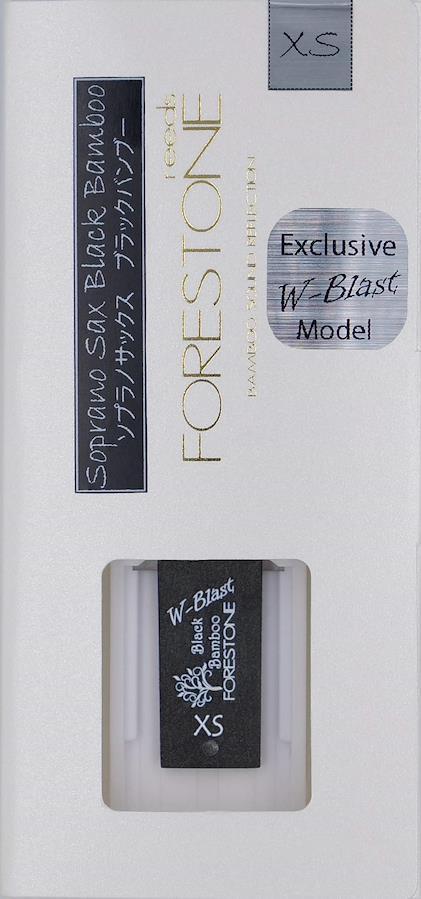 XS
Soprano Sax Black Bamboo
ソプラノサックス ブラックバンブー
reeds
FORESTONE
BAMBOO SOUND REFLECTION
Exclusive
W-Blast
Model
W-Blast
Black
Bamboo
FORESTONE
XS